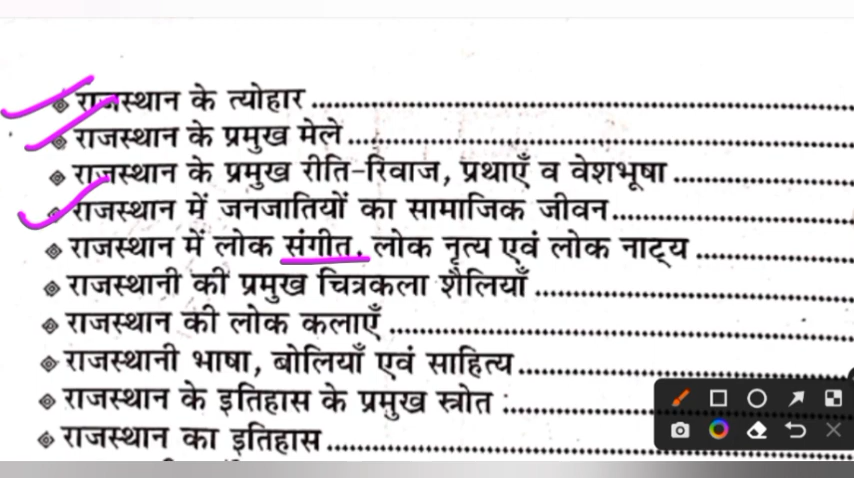 राजस्थान के त्योहार ............................................................
राजस्थान के प्रमुख मेले ............................................................
राजस्थान के प्रमुख रीति-रिवाज, प्रथाएँ व वेशभूषा ....................
राजस्थान में जनजातियों का सामाजिक जीवन..............................
राजस्थान में लोक संगीत, लोक नृत्य एवं लोक नाट्य ..................
राजस्थानी की प्रमुख चित्रकला शैलियाँ ....................................
राजस्थान की लोक कलाएँ ......................................................
राजस्थानी भाषा, बोलियाँ एवं साहित्य.......................................
राजस्थान के इतिहास के प्रमुख स्त्रोत :..............
राजस्थान का इतिहास ............................................................